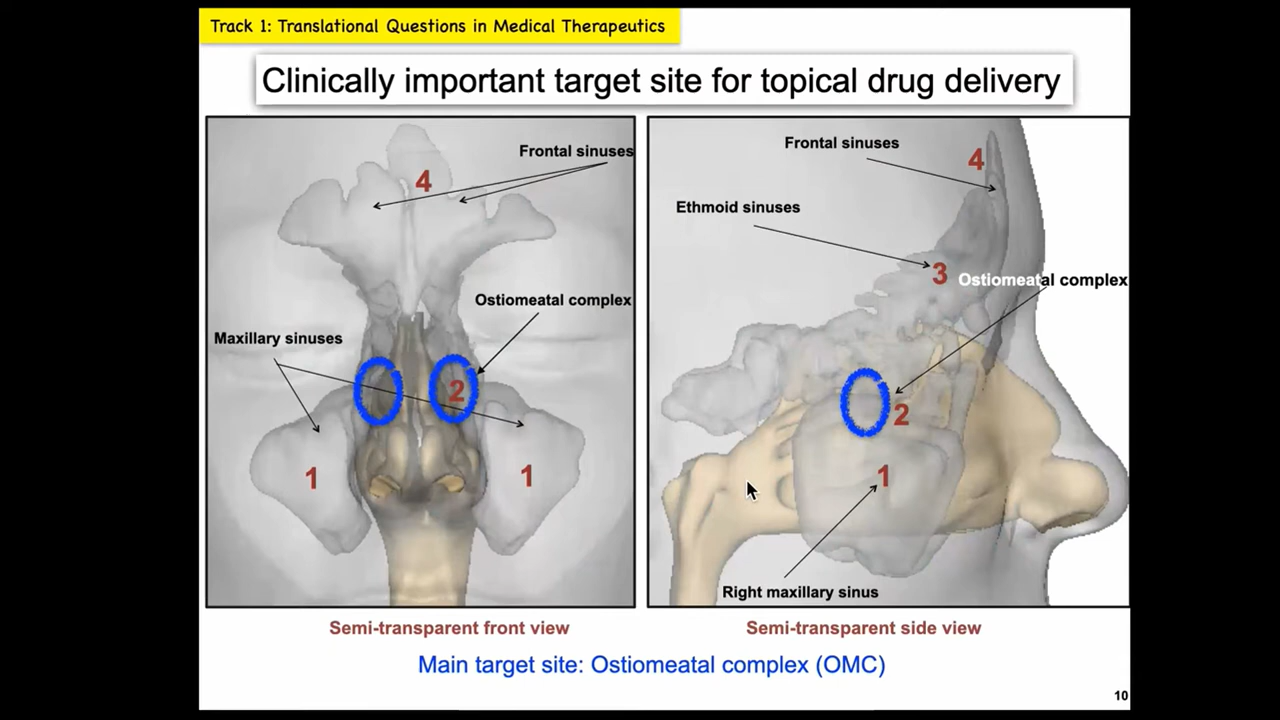 Track 1: Translational Questions in Medical Therapeutics
Clinically important target site for topical drug delivery
Frontal sinuses
4
Ostiomeatal complex
Maxillary sinuses
2
1
1
Frontal sinuses
4
Ethmoid sinuses
3
Ostiomeatal complex
2
1
Right maxillary sinus
Semi-transparent front view
Semi-transparent side view
Main target site: Ostiomeatal complex (OMC)
10